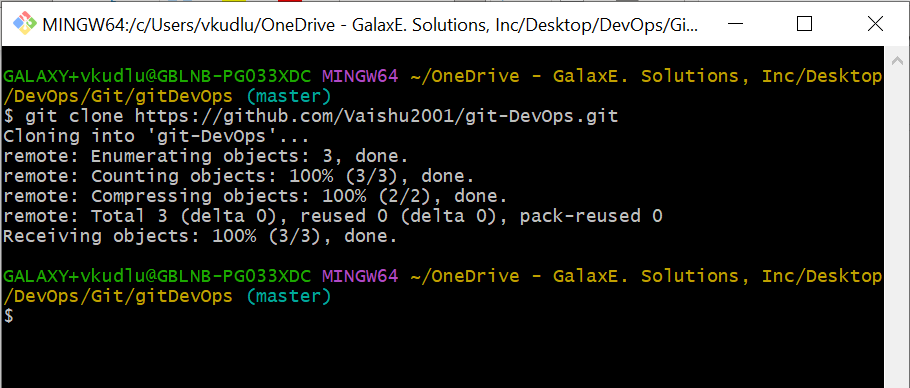 MINGW64:/c/Users/vkudlu/OneDrive - GalaxE. Solutions, Inc/Desktop/DevOps/Gi...
GALAXY+vkudlu@GBLNB-PG033XDC MINGW64 ~/OneDrive - GalaxE. Solutions, Inc/Desktop
/DevOps/Git/gitDevOps (master)
$ git clone https://github.com/Vaishu2001/git-DevOps.git
Cloning into 'git-DevOps'...
remote: Enumerating objects: 3, done.
remote: Counting objects: 100% (3/3), done.
remote: Compressing objects: 100% (2/2), done.
remote: Total 3 (delta 0), reused 0 (delta 0), pack-reused 0
Receiving objects: 100% (3/3), done.
GALAXY+vkudlu@GBLNB-PG033XDC MINGW64 ~/OneDrive - GalaxE. Solutions, Inc/Desktop
/DevOps/Git/gitDevOps (master)
$